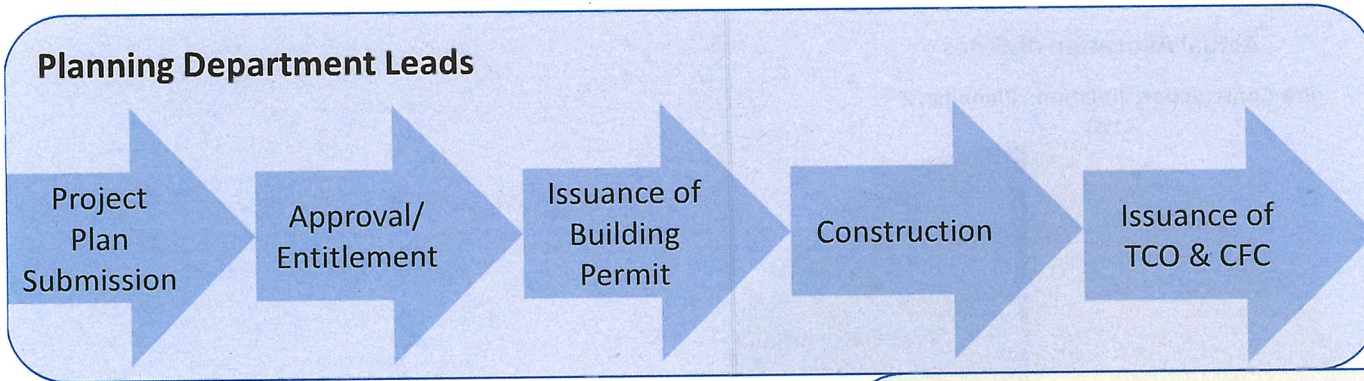 Planning Department Leads
Project
Plan
Submission
Approval/
Entitlement
Issuance of
Building
Permit
Construction
Issuance of
TCO & CFC